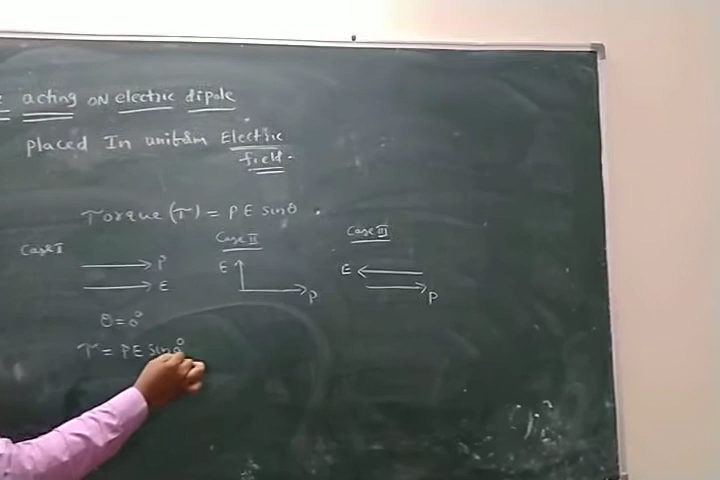 acting on electric dipole
placed In uniform Electric
field.
Torque (τ) = PE sinθ
Case I
P
E
θ = 0°
τ = PE sin0°
Case II
E
P
Case III
E
P